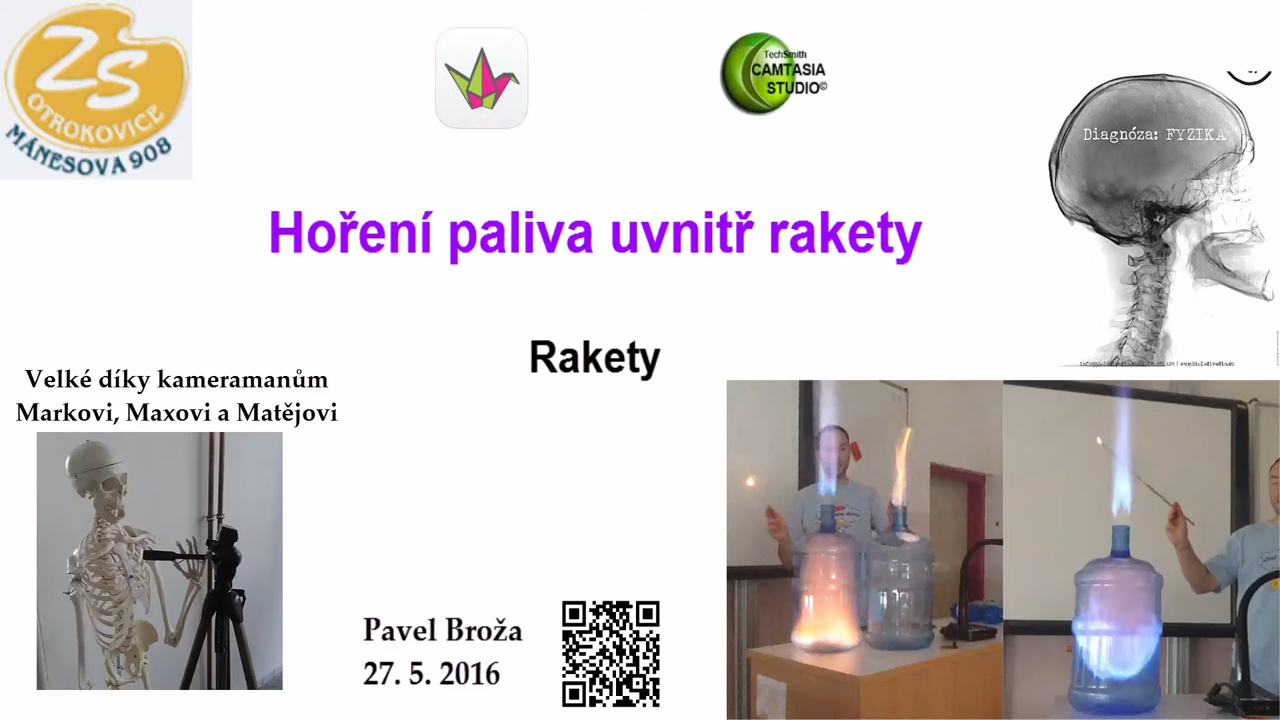 ZŠ
OTROKOVICE
MÁNESOVA 908
TechSmith
CAMTASIA
STUDIO©
Diagnóza: FYZIKA
Hoření paliva uvnitř rakety
Rakety
Velké díky kameramanům
Markovi, Maxovi a Matějovi
Pavel Broža
27. 5. 2016